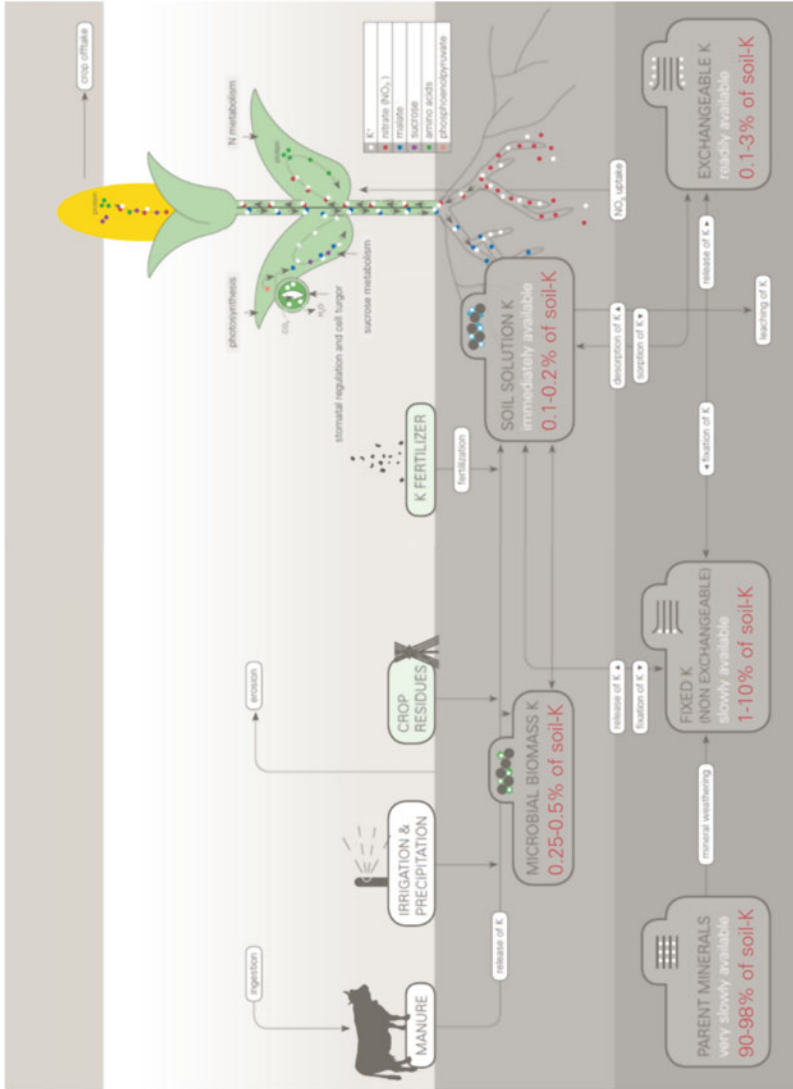 crop offtake
ingestion
erosion
photosynthesis
N metabolism
protein
protein
CO₂
H₂O
stomatal regulation and cell turgor
sucrose metabolism
K⁺
nitrate (NO₃⁻)
malate
sucrose
amino acids
phosphoenolpyruvate
MANURE
IRRIGATION &
PRECIPITATION
CROP
RESIDUES
K FERTILIZER
fertilization
release of K
NO₃ uptake
MICROBIAL BIOMASS K
0.25-0.5% of soil-K
SOIL SOLUTION K
immediately available
0.1-0.2% of soil-K
release of K ▲
fixation of K ▼
desorption of K ▲
sorption of K ▼
leaching of K
mineral weathering
◄ fixation of K
release of K ►
PARENT MINERALS
very slowly available
90-98% of soil-K
FIXED K
(NON EXCHANGEABLE)
slowly available
1-10% of soil-K
EXCHANGEABLE K
readily available
0.1-3% of soil-K